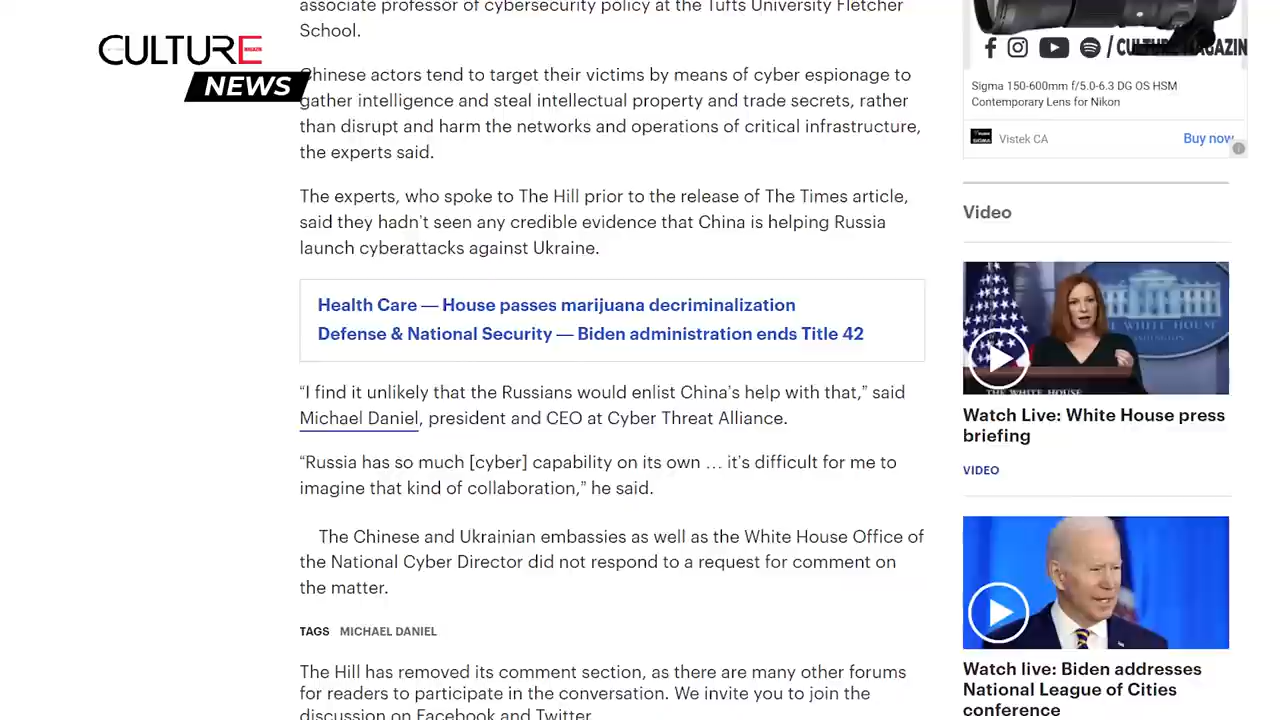 associate professor of cybersecurity policy at the Tufts University Fletcher
School.
CULTURE
NEWS
Chinese actors tend to target their victims by means of cyber espionage to
gather intelligence and steal intellectual property and trade secrets, rather
than disrupt and harm the networks and operations of critical infrastructure,
the experts said.
The experts, who spoke to The Hill prior to the release of The Times article,
said they hadn’t seen any credible evidence that China is helping Russia
launch cyberattacks against Ukraine.
Health Care — House passes marijuana decriminalization
Defense & National Security — Biden administration ends Title 42
“I find it unlikely that the Russians would enlist China’s help with that,” said
Michael Daniel, president and CEO at Cyber Threat Alliance.
“Russia has so much [cyber] capability on its own … it’s difficult for me to
imagine that kind of collaboration,” he said.
The Chinese and Ukrainian embassies as well as the White House Office of
the National Cyber Director did not respond to a request for comment on
the matter.
TAGS MICHAEL DANIEL
The Hill has removed its comment section, as there are many other forums
for readers to participate in the conversation. We invite you to join the
discussion on Facebook and Twitter.
/ CULTURE MAGAZIN
Sigma 150-600mm f/5.0-6.3 DG OS HSM
Contemporary Lens for Nikon
Vistek CA
Buy now
Video
THE WHITE HOUSE
WASHINGTON
THE WHITE HOUSE
Watch Live: White House press
briefing
VIDEO
Watch live: Biden addresses
National League of Cities
conference